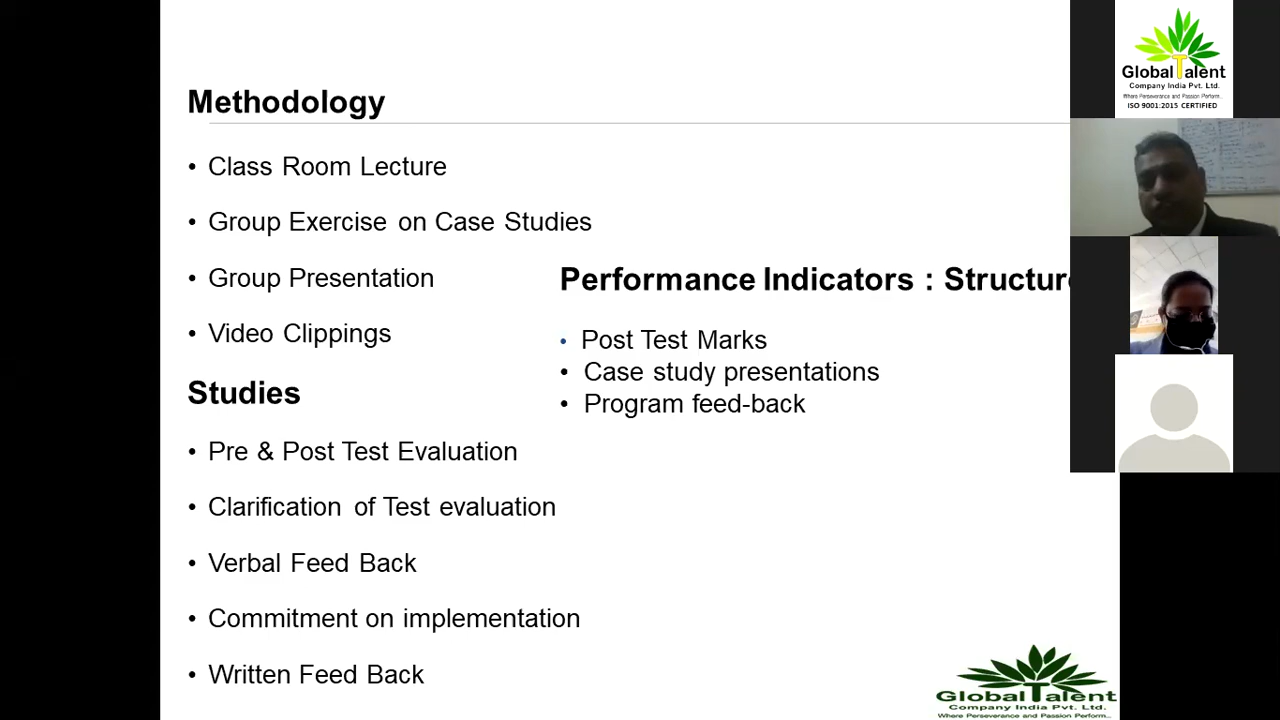 Methodology
• Class Room Lecture
• Group Exercise on Case Studies
• Group Presentation
• Video Clippings
Studies
• Pre & Post Test Evaluation
• Clarification of Test evaluation
• Verbal Feed Back
• Commitment on implementation
• Written Feed Back
Performance Indicators : Structur
• Post Test Marks
• Case study presentations
• Program feed-back
Global Talent
Company India Pvt. Ltd.
Where Perseverance and Passion Perform...
ISO 9001:2015 CERTIFIED
Global Talent
Company India Pvt. Ltd.
Where Perseverance and Passion Perform...